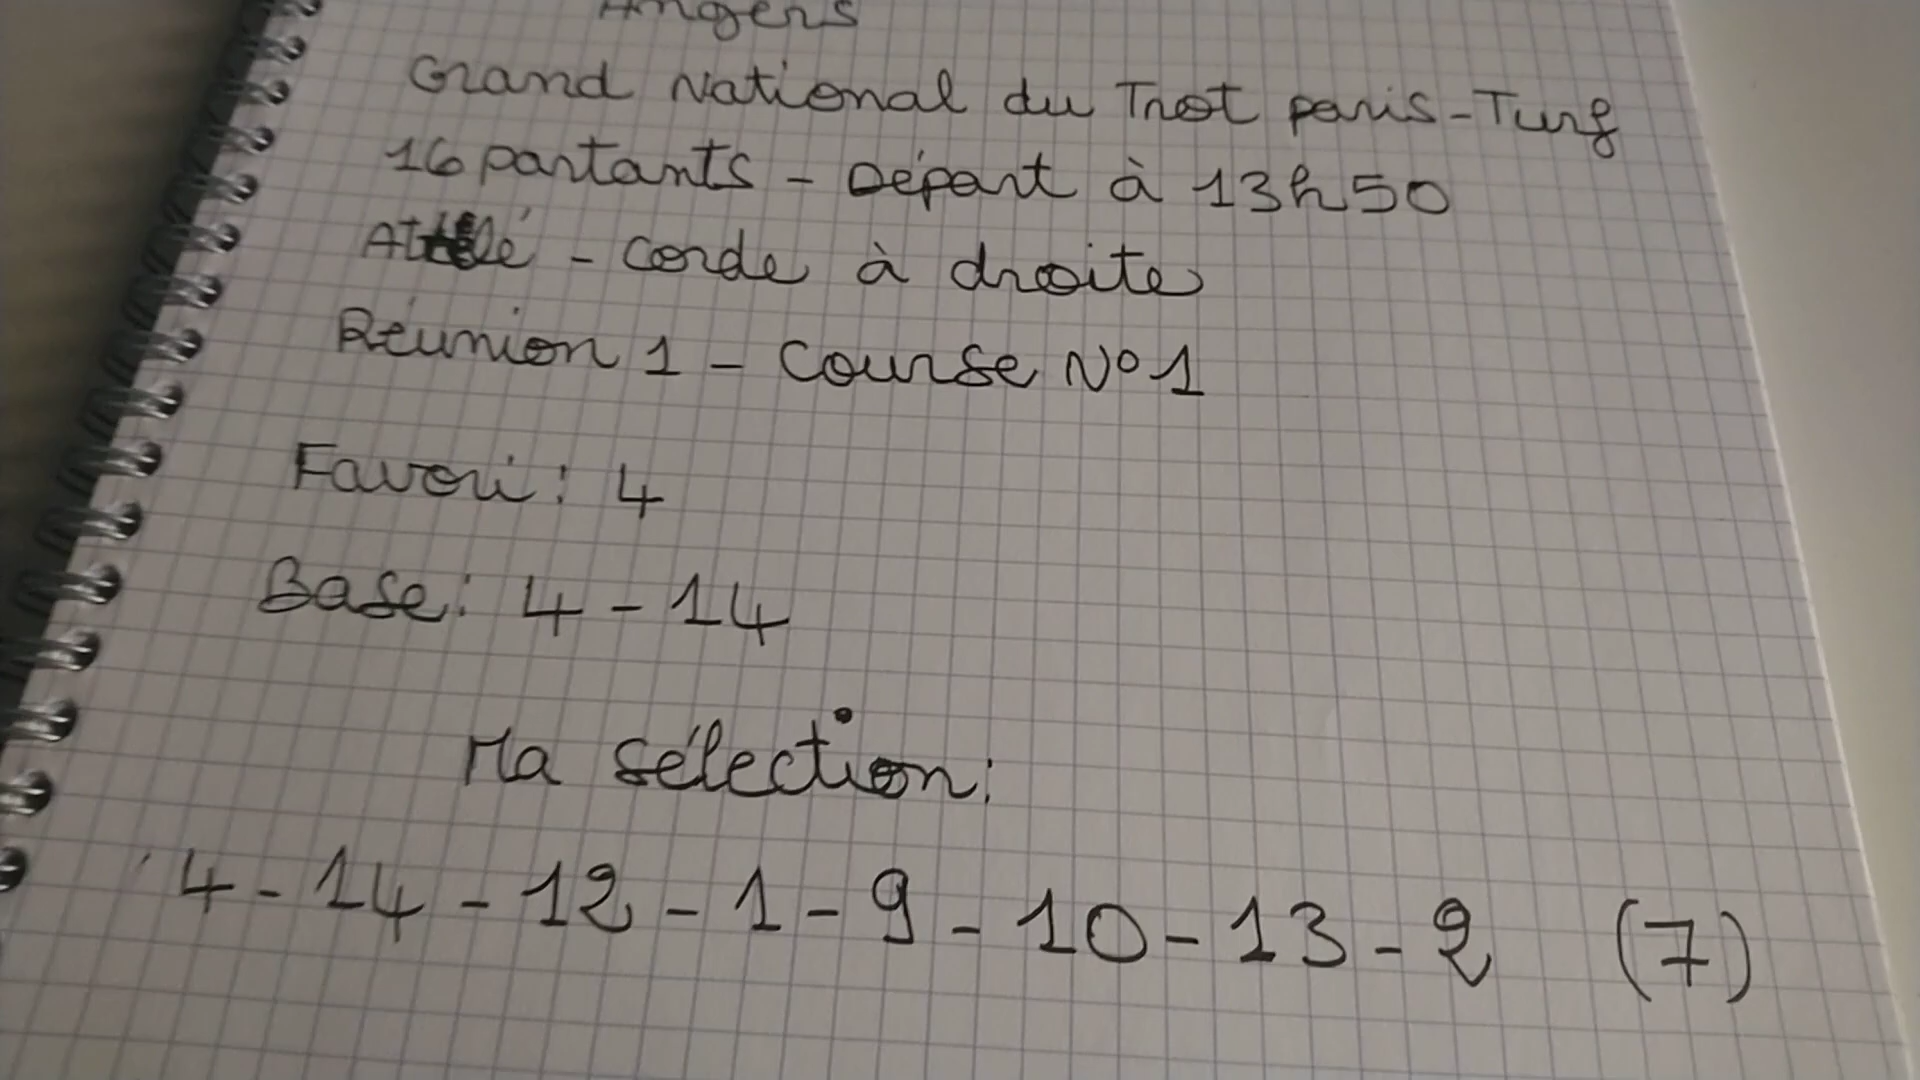 Angers
Grand National du Trot paris-Turf
16 partants - Départ à 13h50
Attelé - Corde à droite
Réunion 1 - Course N°1
Favori: 4
Base: 4 - 14
Ma sélection:
4 - 14 - 12 - 1 - 9 - 10 - 13 - 2 (7)